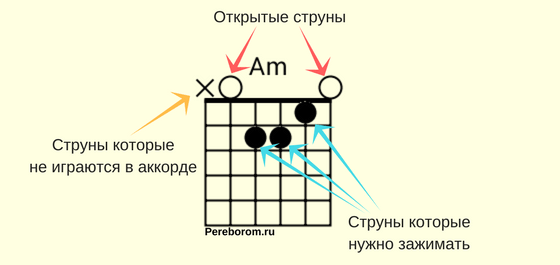 Открытые струны
Am
Струны которые
не играются в аккорде
Pereborom.ru
Струны которые
нужно зажимать